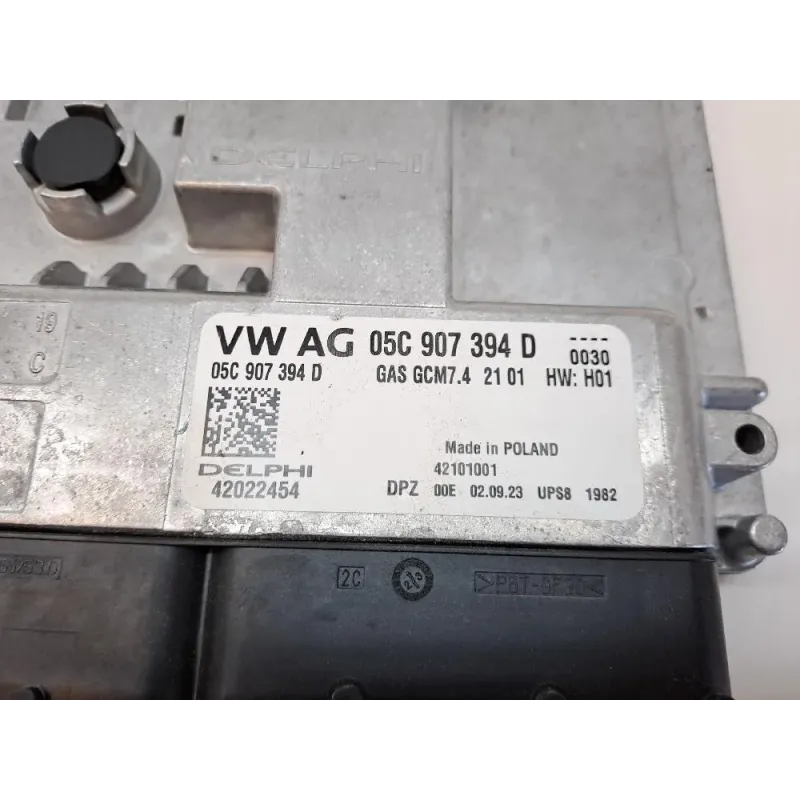 DELPHI
19
C
VW AG 05C 907 394 D ----
0030
05C 907 394 D GAS GCM7.4 21 01 HW: H01
Made in POLAND
DELPHI 42101001
42022454 DPZ 00E 02.09.23 UPS8 1982
2C